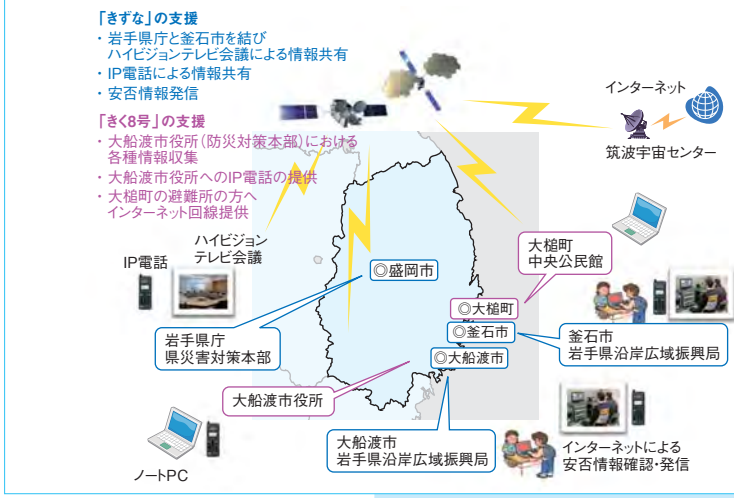 「きずな」の支援
・ 岩手県庁と釜石市を結び
ハイビジョンテレビ会議による情報共有
・ IP電話による情報共有
・ 安否情報発信
「きく8号」の支援
・ 大船渡市役所（防災対策本部）における
各種情報収集
・ 大船渡市役所へのIP電話の提供
・ 大槌町の避難所の方へ
インターネット回線提供
インターネット
筑波宇宙センター
ハイビジョン
テレビ会議
IP電話
◎盛岡市
大槌町
中央公民館
◎大槌町
◎釜石市
◎大船渡市
岩手県庁
県災害対策本部
釜石市
岩手県沿岸広域振興局
大船渡市役所
大船渡市
岩手県沿岸広域振興局
インターネットによる
安否情報確認・発信
ノートPC